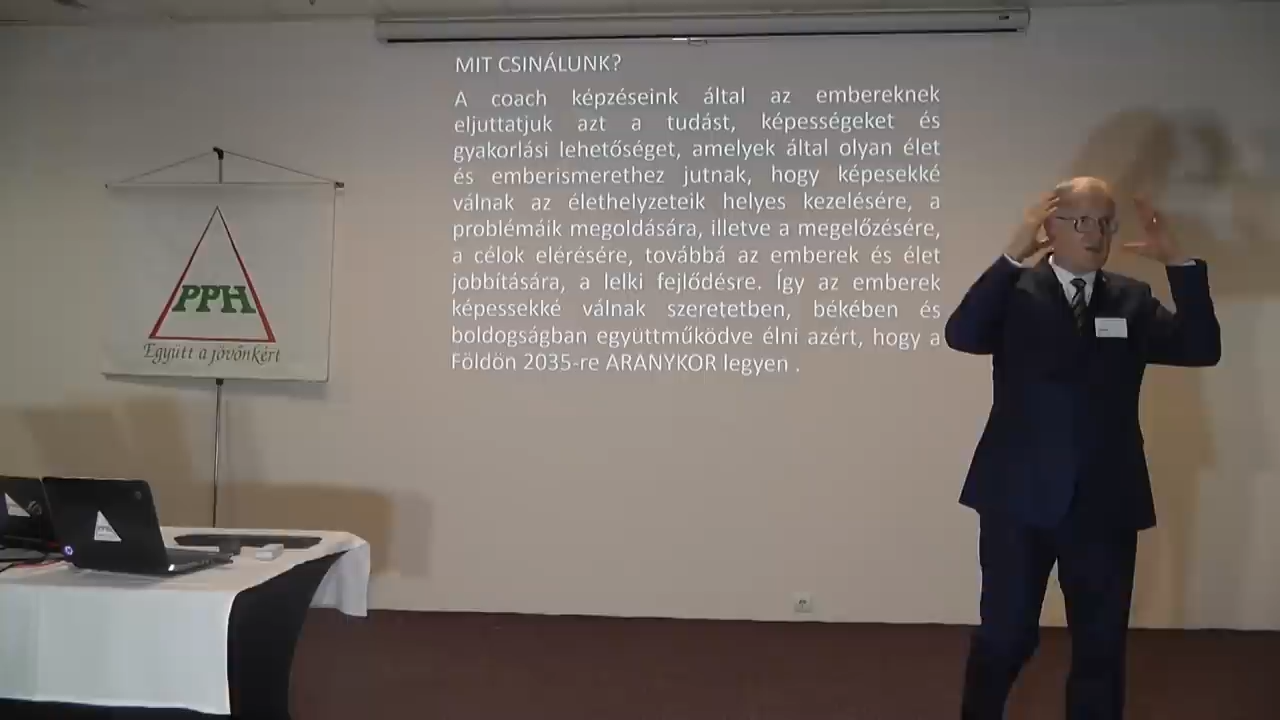 MIT CSINÁLUNK?
A coach képzéseink által az embereknek
eljuttatjuk azt a tudást, képességeket és
gyakorlási lehetőséget, amelyek által olyan élet
és emberismerethez jutnak, hogy képesekké
válnak az élethelyzeteik helyes kezelésére, a
problémáik megoldására, illetve a megelőzésére,
a célok elérésére, továbbá az emberek és élet
jobbítására, a lelki fejlődésre. Így az emberek
képessekké válnak szeretetben, békében és
boldogságban együttműködve élni azért, hogy a
Földön 2035-re ARANYKOR legyen .
PPH
Együtt a jövőnkért
PPH